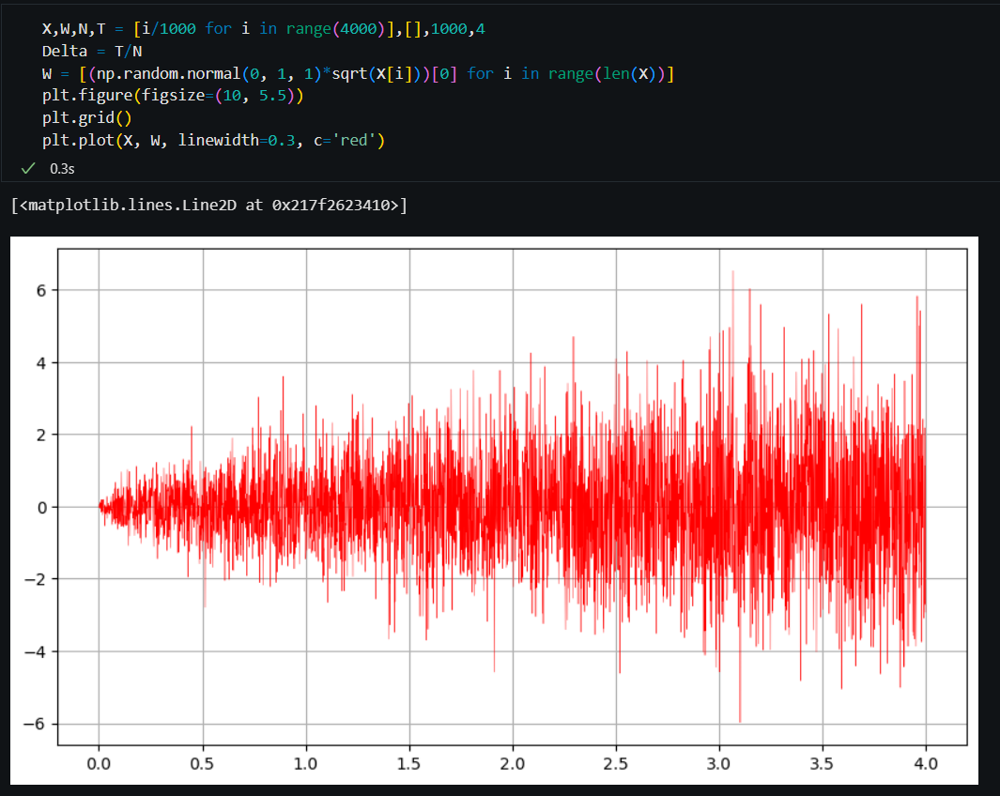 X,W,N,T = [i/1000 for i in range(4000)],[],1000,4
Delta = T/N
W = [(np.random.normal(0, 1, 1)*sqrt(X[i]))[0] for i in range(len(X))]
plt.figure(figsize=(10, 5.5))
plt.grid()
plt.plot(X, W, linewidth=0.3, c='red')
✓ 0.3s
[<matplotlib.lines.Line2D at 0x217f2623410>]
6
4
2
0
−2
−4
−6
0.0 0.5 1.0 1.5 2.0 2.5 3.0 3.5 4.0